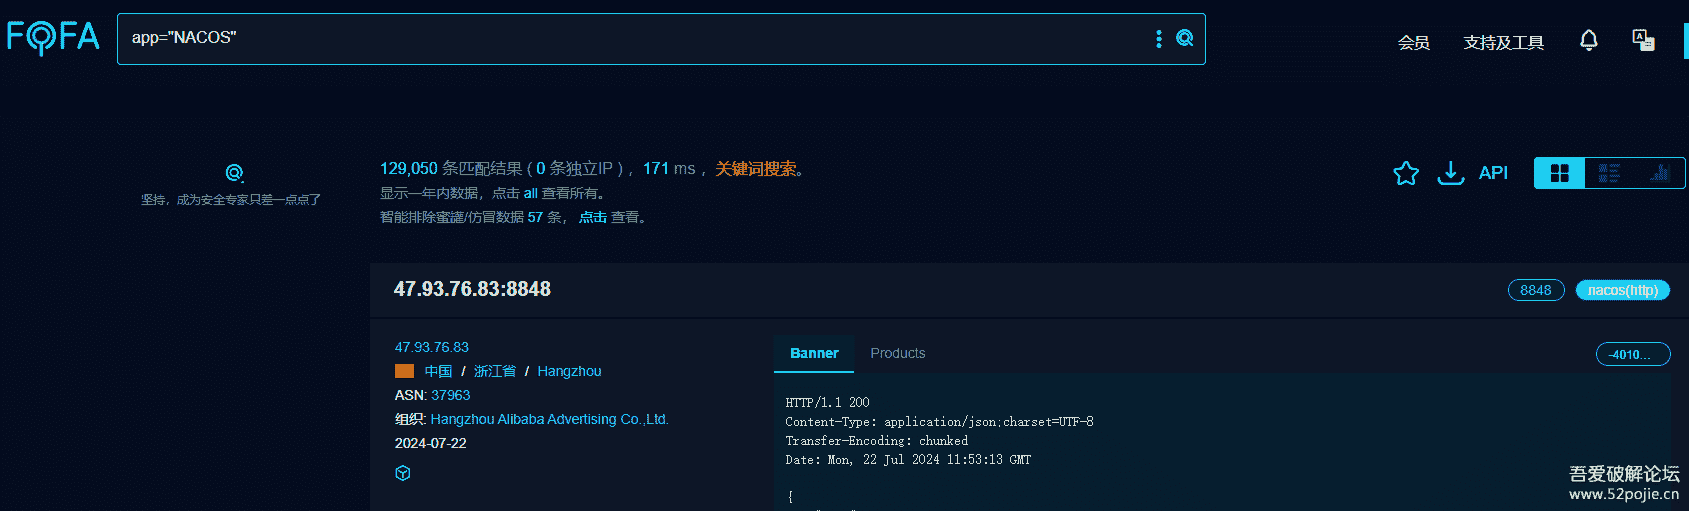 FOFA
app="NACOS"
会员
支持及工具
129,050 条匹配结果 ( 0 条独立IP ) ，171 ms ，关键词搜索。
显示一年内数据，点击 all 查看所有。
智能排除蜜罐/仿冒数据 57 条， 点击 查看。
坚持，成为安全专家只差一点点了
API
47.93.76.83:8848
8848
nacos(http)
47.93.76.83
中国 / 浙江省 / Hangzhou
ASN: 37963
组织: Hangzhou Alibaba Advertising Co.,Ltd.
2024-07-22
Banner
Products
-4010...
HTTP/1.1 200
Content-Type: application/json;charset=UTF-8
Transfer-Encoding: chunked
Date: Mon, 22 Jul 2024 11:53:13 GMT
{
吾爱破解论坛
www.52pojie.cn